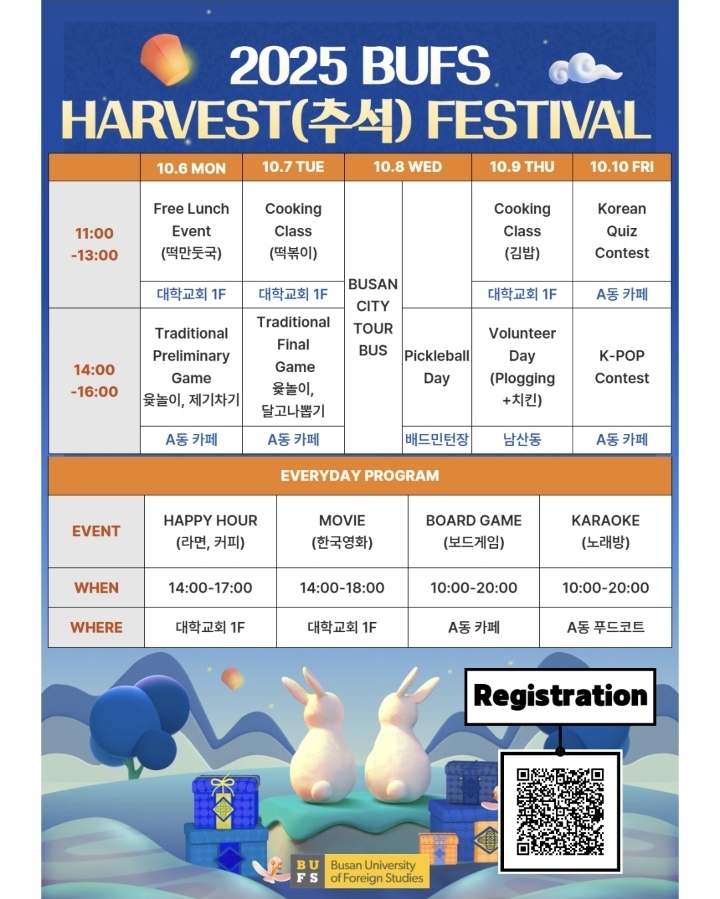 2025 BUFS
HARVEST(추석) FESTIVAL
10.6 MON
10.7 TUE
10.8 WED
10.9 THU
10.10 FRI
11:00
-13:00
Free Lunch
Event
(떡만둣국)
대학교회 1F
Cooking
Class
(떡볶이)
대학교회 1F
BUSAN
CITY
TOUR
BUS
Cooking
Class
(김밥)
대학교회 1F
Korean
Quiz
Contest
A동 카페
14:00
-16:00
Traditional
Preliminary
Game
윷놀이, 제기차기
A동 카페
Traditional
Final
Game
윷놀이,
달고나뽑기
A동 카페
Pickleball
Day
배드민턴장
Volunteer
Day
(Plogging
+치킨)
남산동
K-POP
Contest
A동 카페
EVERYDAY PROGRAM
EVENT
HAPPY HOUR
(라면, 커피)
MOVIE
(한국영화)
BOARD GAME
(보드게임)
KARAOKE
(노래방)
WHEN
14:00-17:00
14:00-18:00
10:00-20:00
10:00-20:00
WHERE
대학교회 1F
대학교회 1F
A동 카페
A동 푸드코트
Registration
BU
FS
Busan University
of Foreign Studies